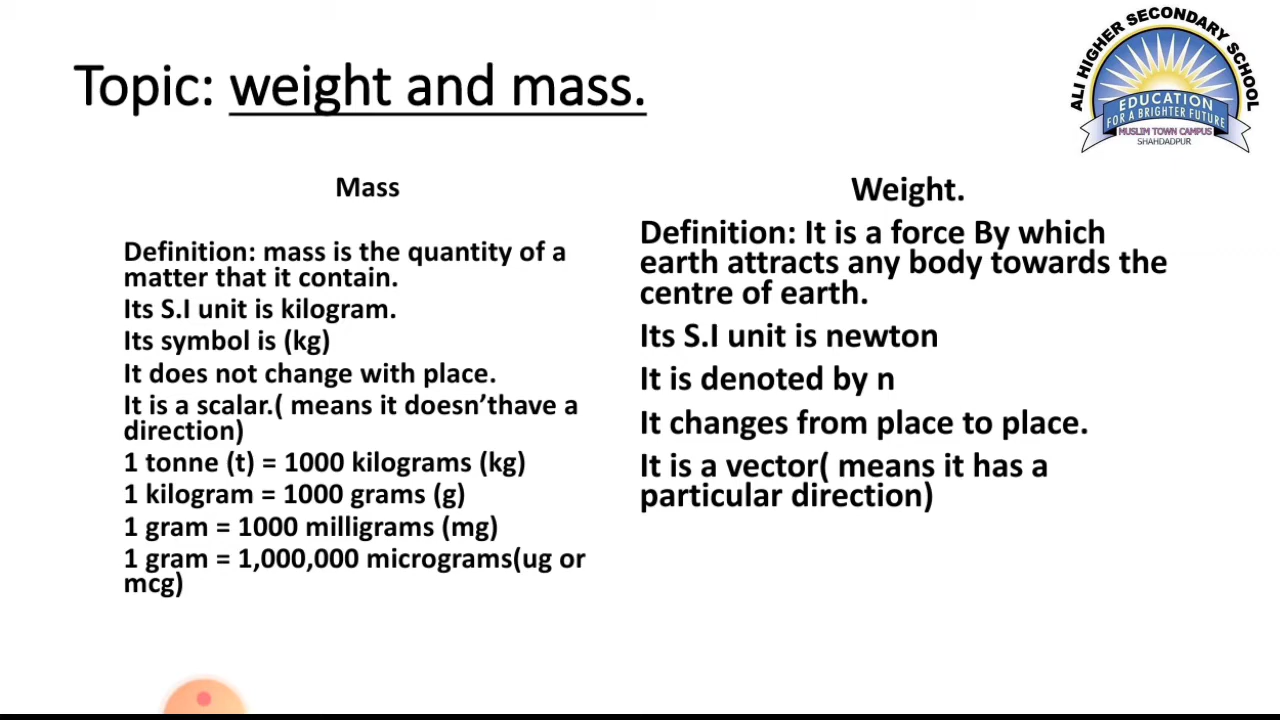 Topic: weight and mass.
ALI HIGHER SECONDARY SCHOOL
EDUCATION
FOR A BRIGHTER FUTURE
MUSLIM TOWN CAMPUS
SHAHDADPUR
Mass
Definition: mass is the quantity of a
matter that it contain.
Its S.I unit is kilogram.
Its symbol is (kg)
It does not change with place.
It is a scalar.( means it doesn’thave a
direction)
1 tonne (t) = 1000 kilograms (kg)
1 kilogram = 1000 grams (g)
1 gram = 1000 milligrams (mg)
1 gram = 1,000,000 micrograms(ug or
mcg)
Weight.
Definition: It is a force By which
earth attracts any body towards the
centre of earth.
Its S.I unit is newton
It is denoted by n
It changes from place to place.
It is a vector( means it has a
particular direction)